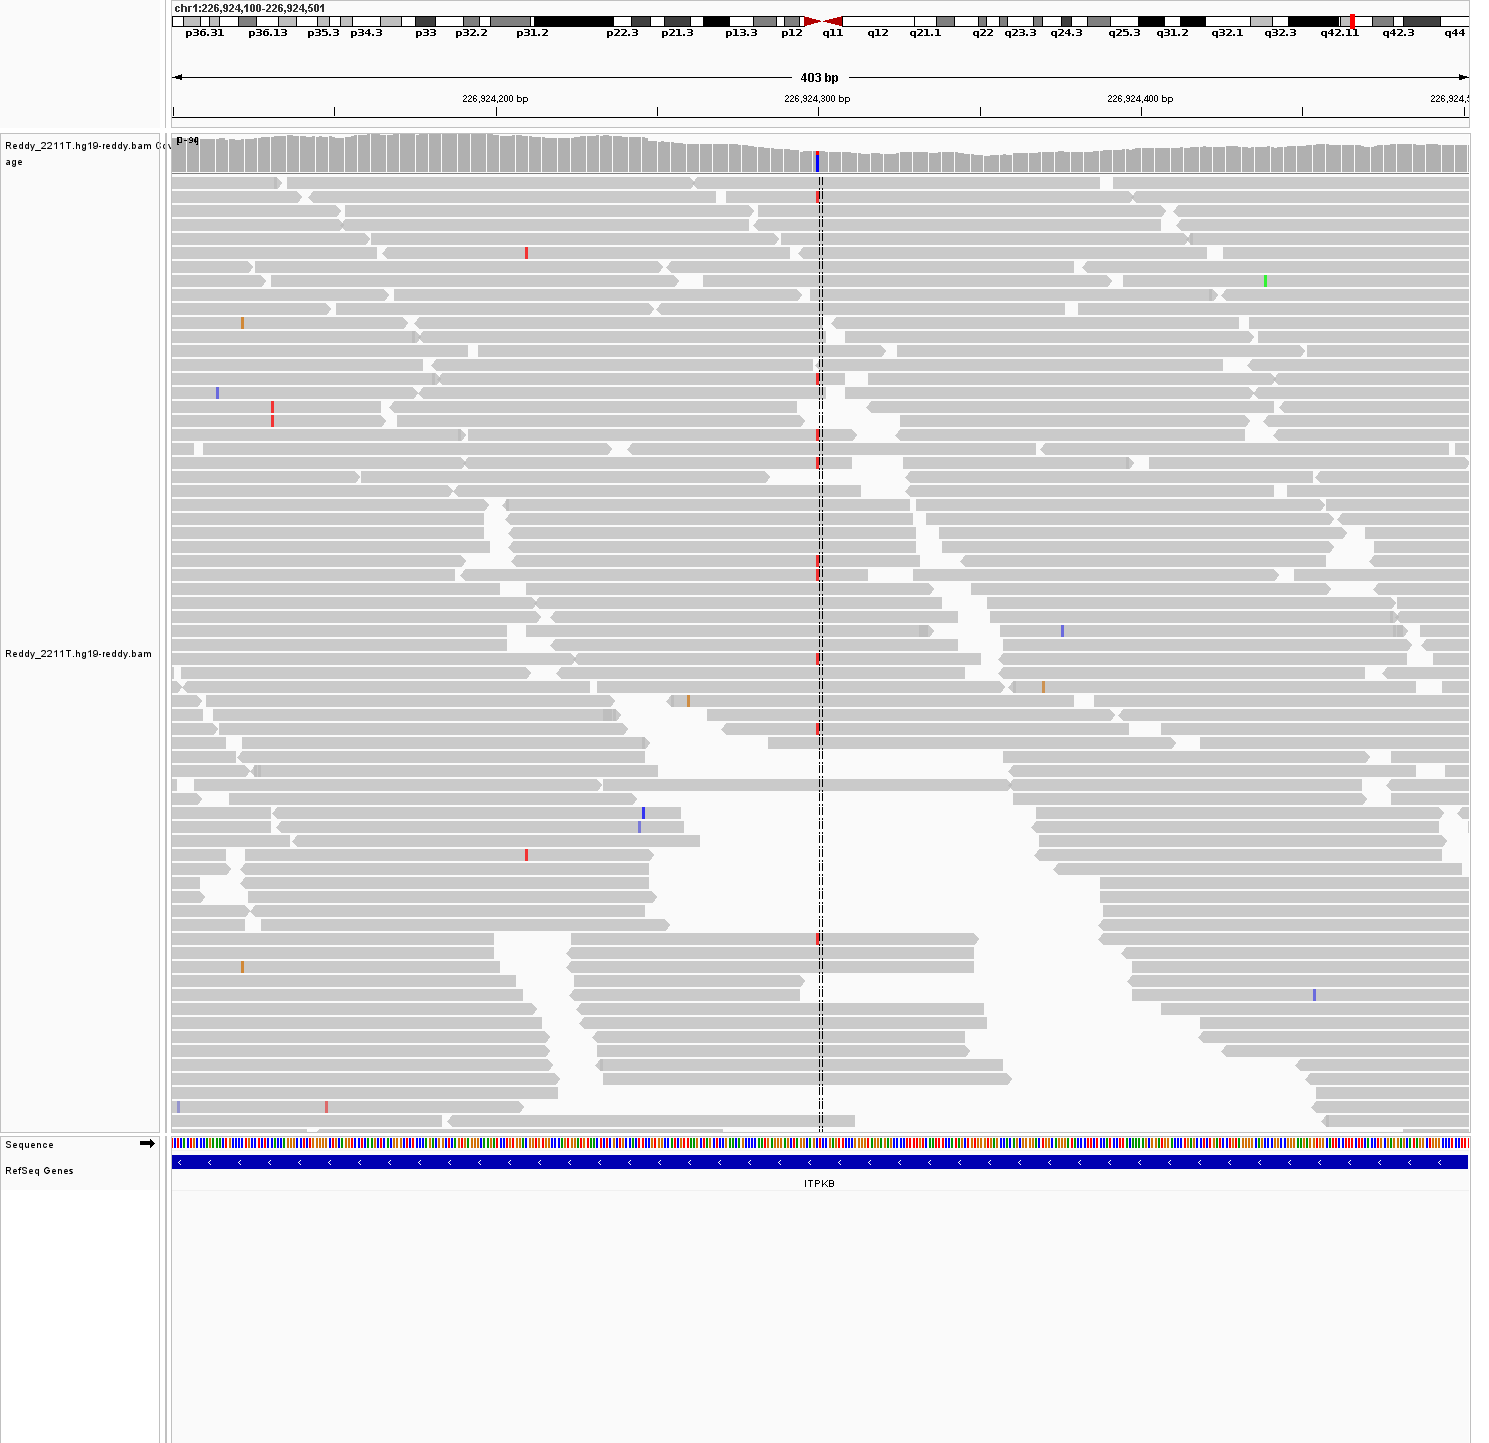 chr1:226,924,100-226,924,501
p36.31 p36.13 p35.3 p34.3 p33 p32.2 p31.2 p22.3 p21.3 p13.3 p12 q11 q12 q21.1 q22 q23.3 q24.3 q25.3 q31.2 q32.1 q32.3 q42.11 q42.3 q44
403 bp
226,924,200 bp 226,924,300 bp 226,924,400 bp 226,924,5
Reddy_2211T.hg19-reddy.bam Cov
age
Reddy_2211T.hg19-reddy.bam
Sequence
RefSeq Genes
ITPKB